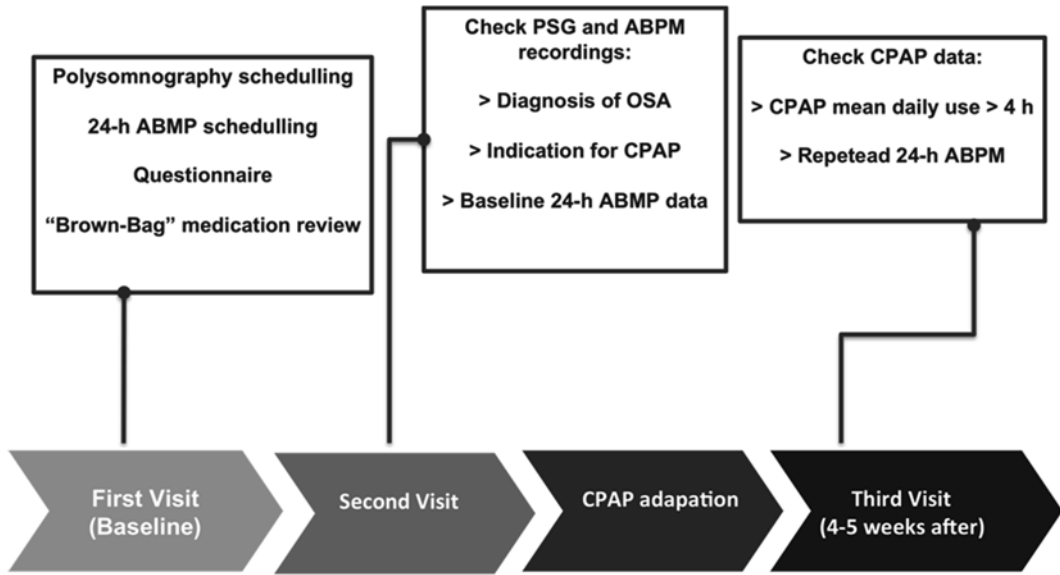 Polysomnography schedulling
24-h ABMP schedulling
Questionnaire
“Brown-Bag” medication review
Check PSG and ABPM
recordings:
> Diagnosis of OSA
> Indication for CPAP
> Baseline 24-h ABMP data
Check CPAP data:
> CPAP mean daily use > 4 h
> Repetead 24-h ABPM
First Visit
(Baseline)
Second Visit
CPAP adapation
Third Visit
(4-5 weeks after)